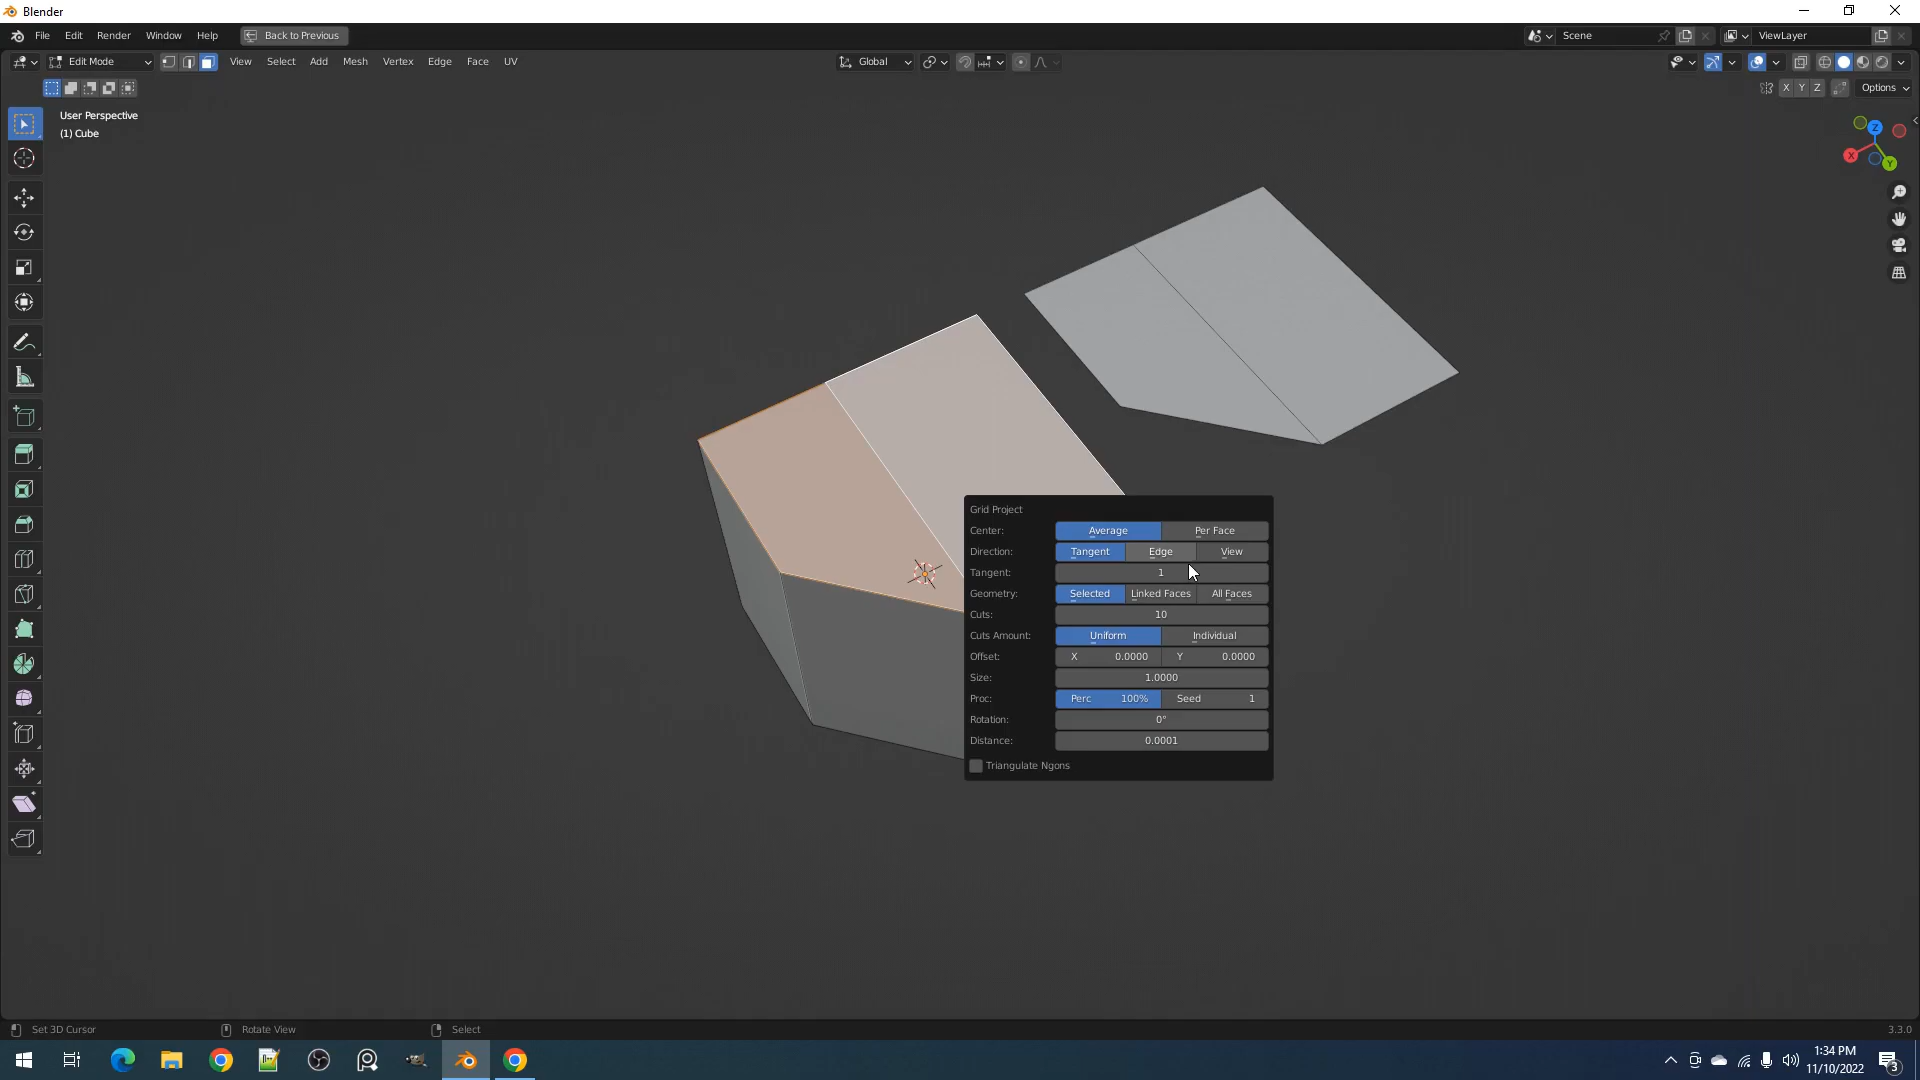 Blender
File Edit Render Window Help Back to Previous Scene ViewLayer
Edit Mode View Select Add Mesh Vertex Edge Face UV Global
X Y Z Options
User Perspective
(1) Cube
Z
X
Y
Grid Project
Center: Average Per Face
Direction: Tangent Edge View
Tangent: 1
Geometry: Selected Linked Faces All Faces
Cuts: 10
Cuts Amount: Uniform Individual
Offset: X 0.0000 Y 0.0000
Size: 1.0000
Proc: Perc 100% Seed 1
Rotation: 0°
Distance: 0.0001
Triangulate Ngons
Set 3D Cursor Rotate View Select 3.3.0
1:34 PM
11/10/2022
3